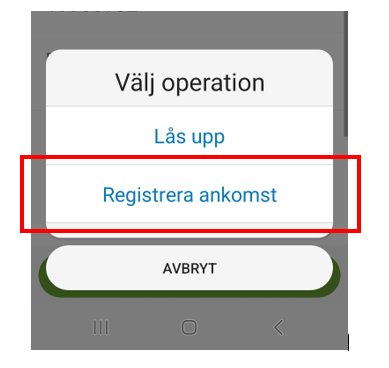 Välj operation
Lås upp
Registrera ankomst
AVBRYT